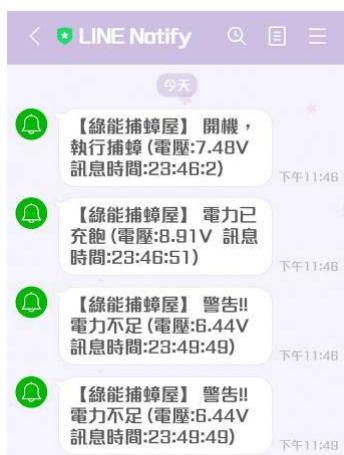 LINE Notify
今天
【綠能捕蟑屋】 開機，
執行捕蟑(電壓:7.48V
訊息時間:23:46:2)
下午11:46
【綠能捕蟑屋】 電力已
充飽(電壓:8.91V 訊息
時間:23:46:51)
下午11:46
【綠能捕蟑屋】 警告!!
電力不足(電壓:6.44V
訊息時間:23:49:49)
下午11:46
【綠能捕蟑屋】 警告!!
電力不足(電壓:6.44V
訊息時間:23:49:49)
下午11:49